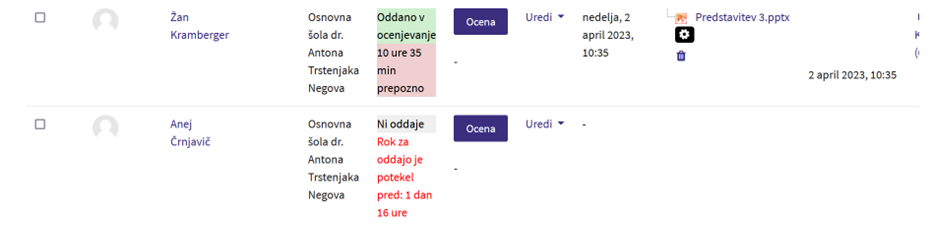 Žan
Kramberger
Osnovna
šola dr.
Antona
Trstenjaka
Negova
Oddano v
ocenjevanje
10 ure 35
min
prepozno
Ocena
-
Uredi
nedelja, 2
april 2023,
10:35
Predstavitev 3.pptx
2 april 2023, 10:35
Anej
Črnjavič
Osnovna
šola dr.
Antona
Trstenjaka
Negova
Ni oddaje
Rok za
oddajo je
potekel
pred: 1 dan
16 ure
Ocena
-
Uredi
-